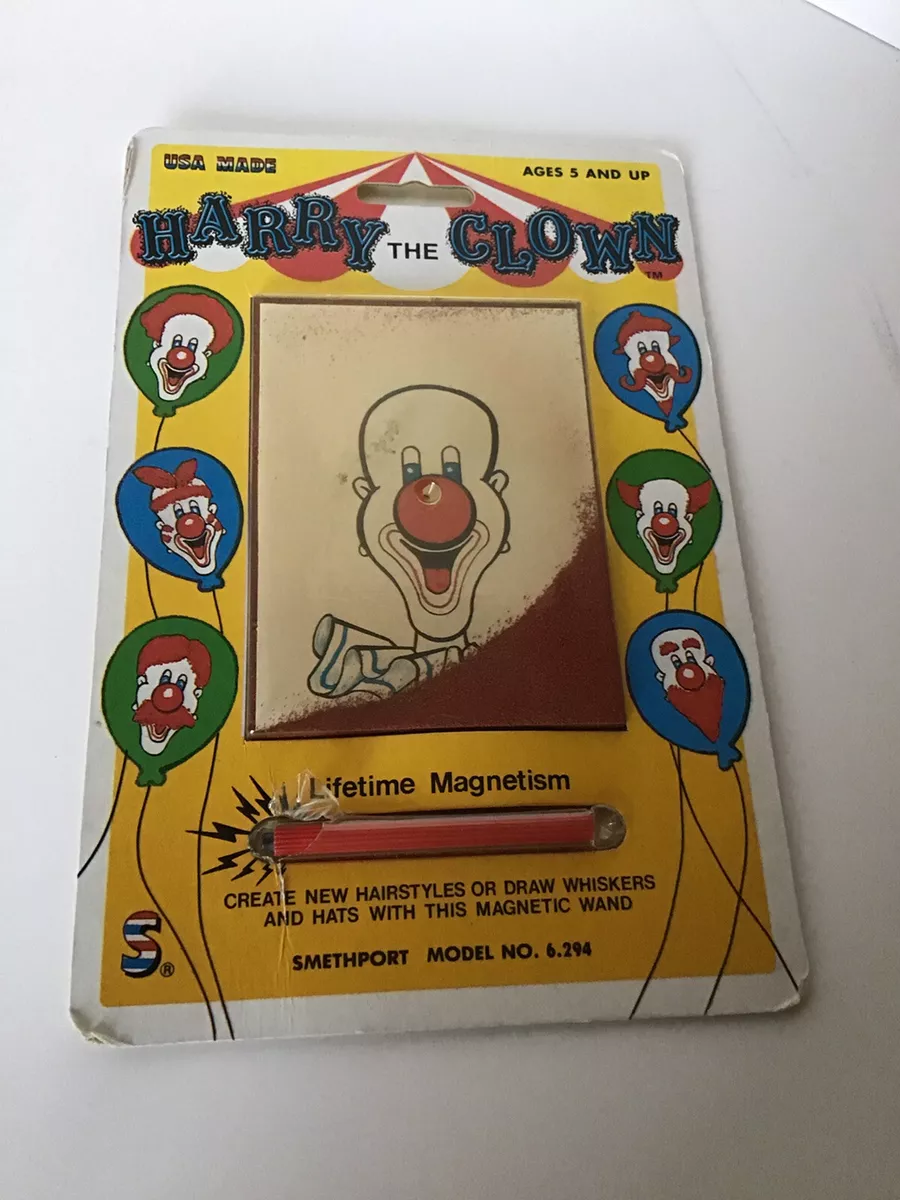 USA MADE
AGES 5 AND UP
HARRY THE CLOWN
TM
Lifetime Magnetism
CREATE NEW HAIRSTYLES OR DRAW WHISKERS
AND HATS WITH THIS MAGNETIC WAND
S®
SMETHPORT MODEL NO. 6.294